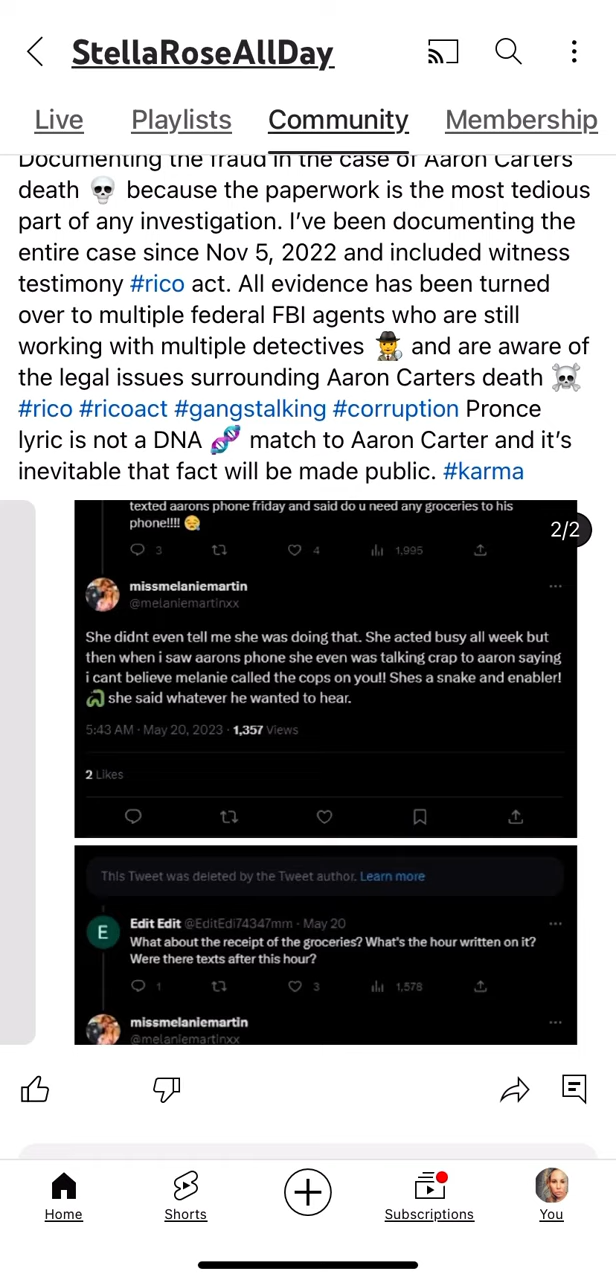 StellaRoseAllDay
Live Playlists Community Membership
Documenting the fraud in the case of Aaron Carters
death 💀 because the paperwork is the most tedious
part of any investigation. I've been documenting the
entire case since Nov 5, 2022 and included witness
testimony #rico act. All evidence has been turned
over to multiple federal FBI agents who are still
working with multiple detectives 🕵️ and are aware of
the legal issues surrounding Aaron Carters death ☠️
#rico #ricoact #gangstalking #corruption Pronce
lyric is not a DNA 🧬 match to Aaron Carter and it's
inevitable that fact will be made public. #karma
2/2
texted aarons phone friday and said do u need any groceries to his
phone!!!! 😪
3 4 1,995
missmelaniemartin
@melaniemartinxx
She didnt even tell me she was doing that. She acted busy all week but
then when i saw aarons phone she even was talking crap to aaron saying
i cant believe melanie called the cops on you!! Shes a snake and enabler!
🐍 she said whatever he wanted to hear.
5:43 AM · May 20, 2023 · 1,357 Views
2 Likes
This Tweet was deleted by the Tweet author. Learn more
E
Edit Edit @EditEdi74347mm · May 20
What about the receipt of the groceries? What's the hour written on it?
Were there texts after this hour?
1 3 1,578
missmelaniemartin
@melaniemartinxx
Home Shorts Subscriptions You